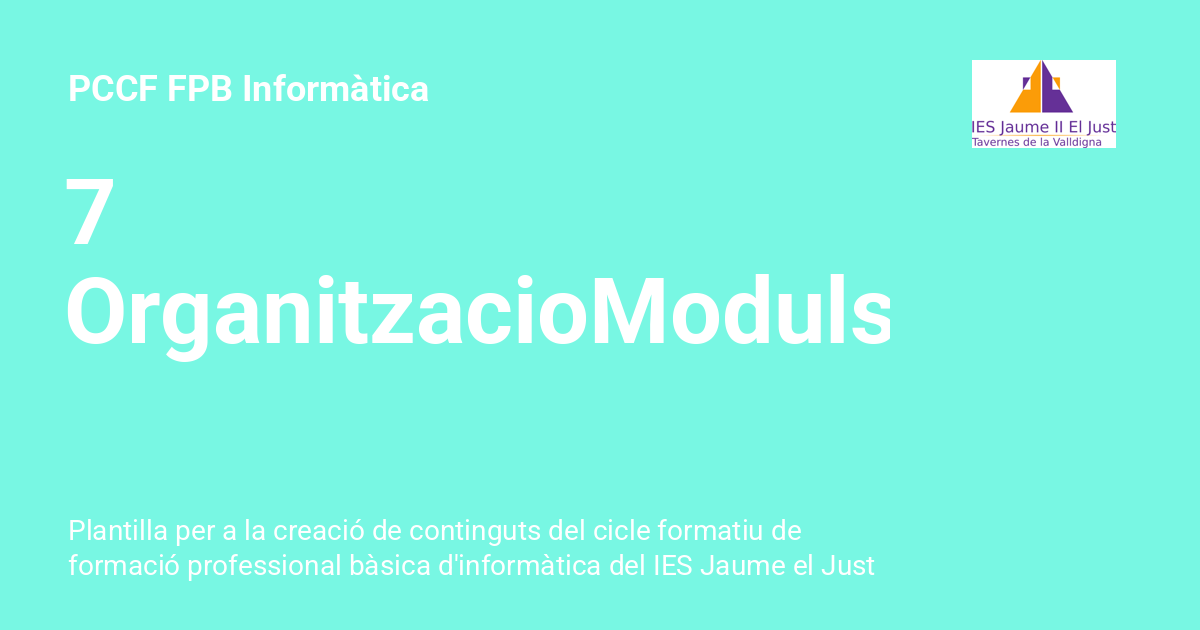 PCCF FPB Informàtica
IES Jaume II El Just
Tavernes de la Valldigna
7
OrganitzacioModuls
Plantilla per a la creació de continguts del cicle formatiu de
formació professional bàsica d'informàtica del IES Jaume el Just